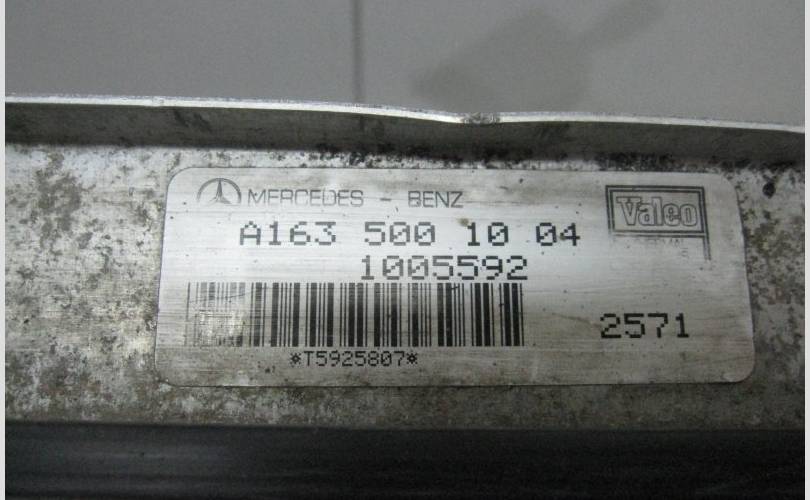 MERCEDES - BENZ
Valeo
A163 500 10 04
1005592
2571
*T5925807*